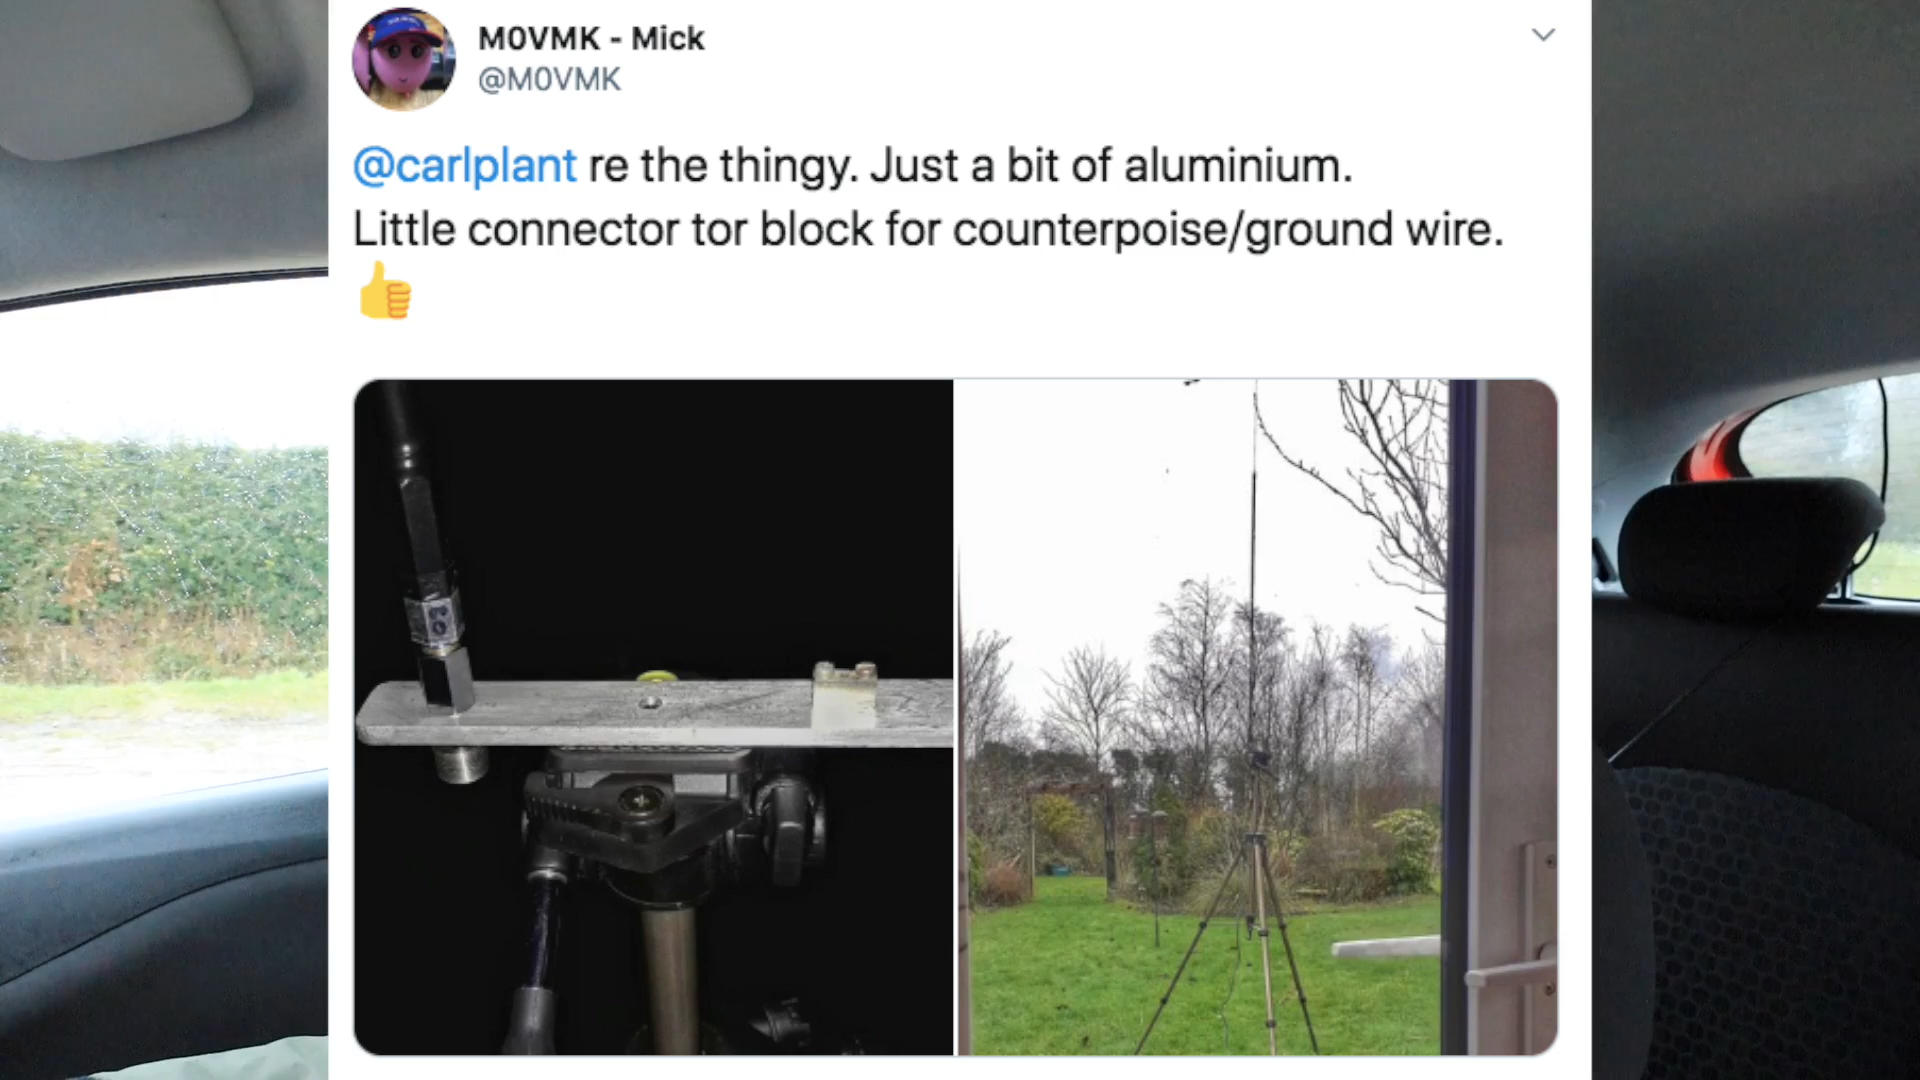 M0VMK - Mick
@M0VMK
@carlplant re the thingy. Just a bit of aluminium.
Little connector tor block for counterpoise/ground wire.
👍